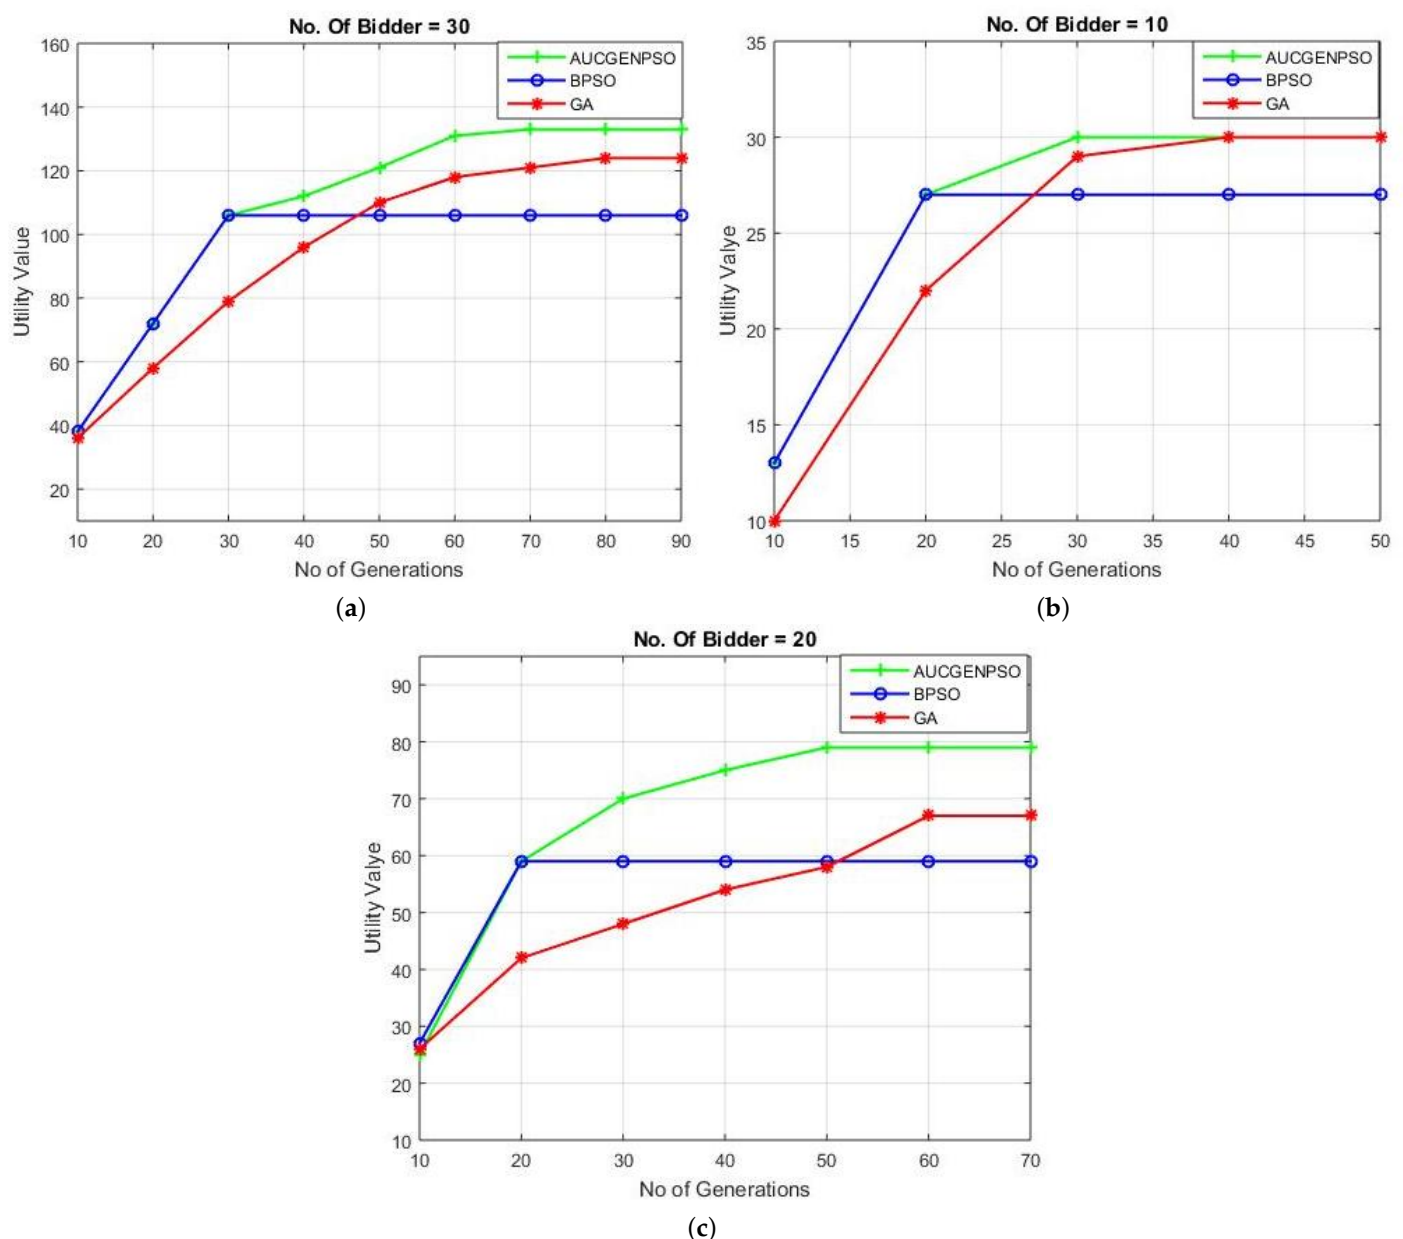 No. Of Bidder = 30
160
140
120
100
80
60
40
20
10 20 30 40 50 60 70 80 90
Utility Value
No of Generations
AUCGENPSO
BPSO
GA
(a)
No. Of Bidder = 10
35
30
25
20
15
10
10 15 20 25 30 35 40 45 50
Utility Valye
No of Generations
AUCGENPSO
BPSO
GA
(b)
No. Of Bidder = 20
90
80
70
60
50
40
30
20
10
10 20 30 40 50 60 70
Utility Valye
No of Generations
AUCGENPSO
BPSO
GA
(c)